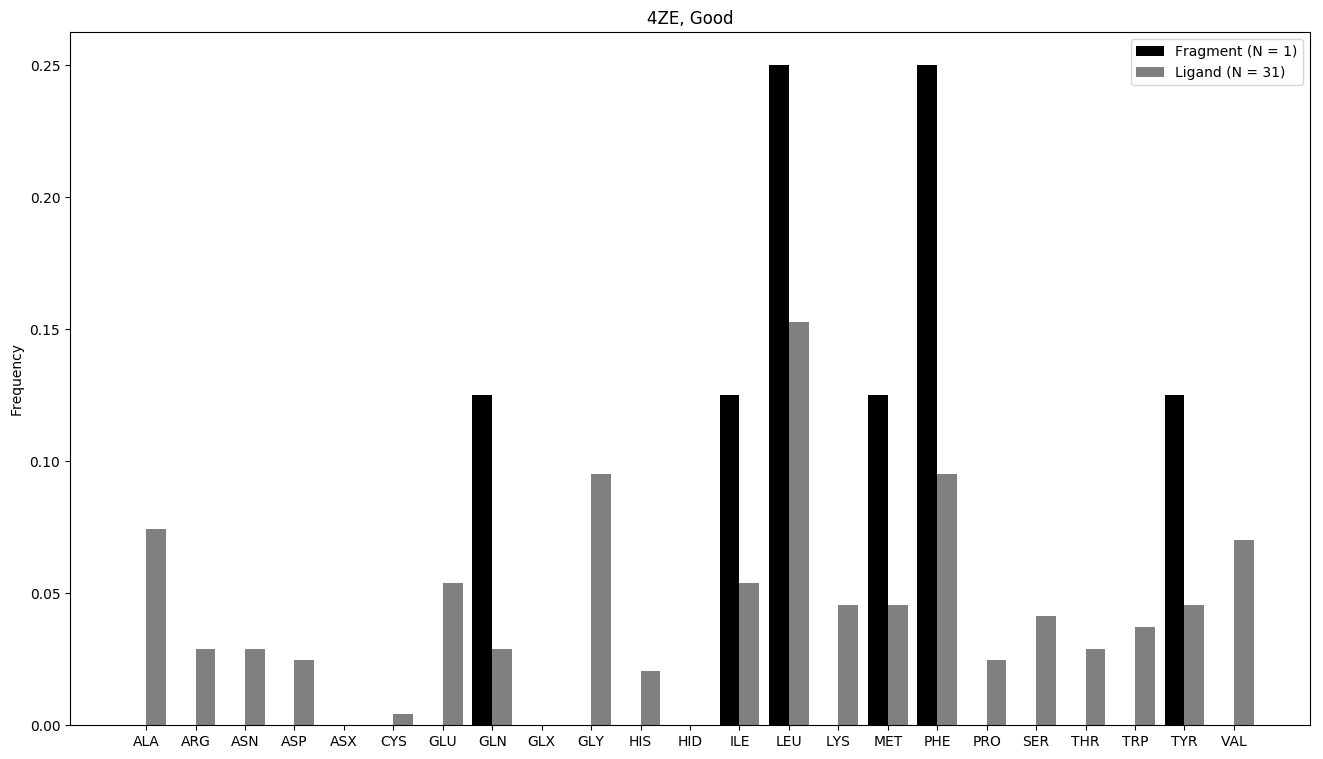 4ZE, Good
Fragment (N = 1)
Ligand (N = 31)
Frequency
0.25
0.20
0.15
0.10
0.05
0.00
ALA ARG ASN ASP ASX CYS GLU GLN GLX GLY HIS HID ILE LEU LYS MET PHE PRO SER THR TRP TYR VAL